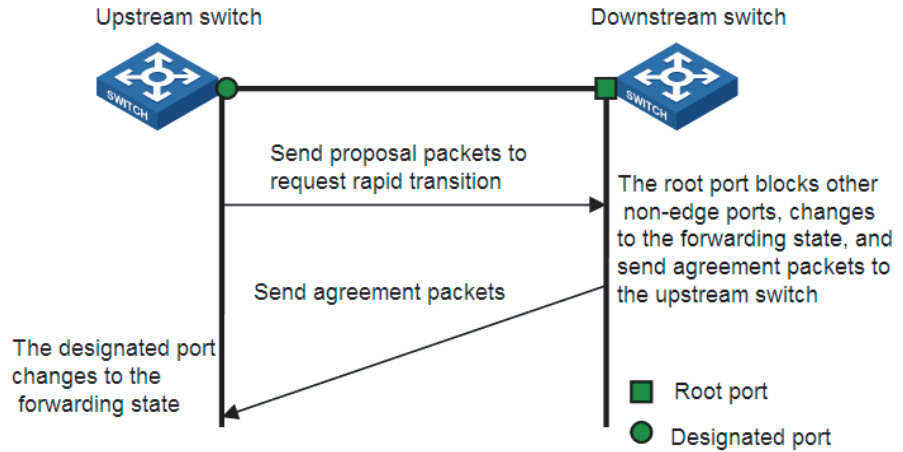 Upstream switch
Downstream switch
SWITCH
SWITCH
Send proposal packets to
request rapid transition
The root port blocks other
non-edge ports, changes
to the forwarding state, and
send agreement packets to
the upstream switch
Send agreement packets
The designated port
changes to the
forwarding state
Root port
Designated port